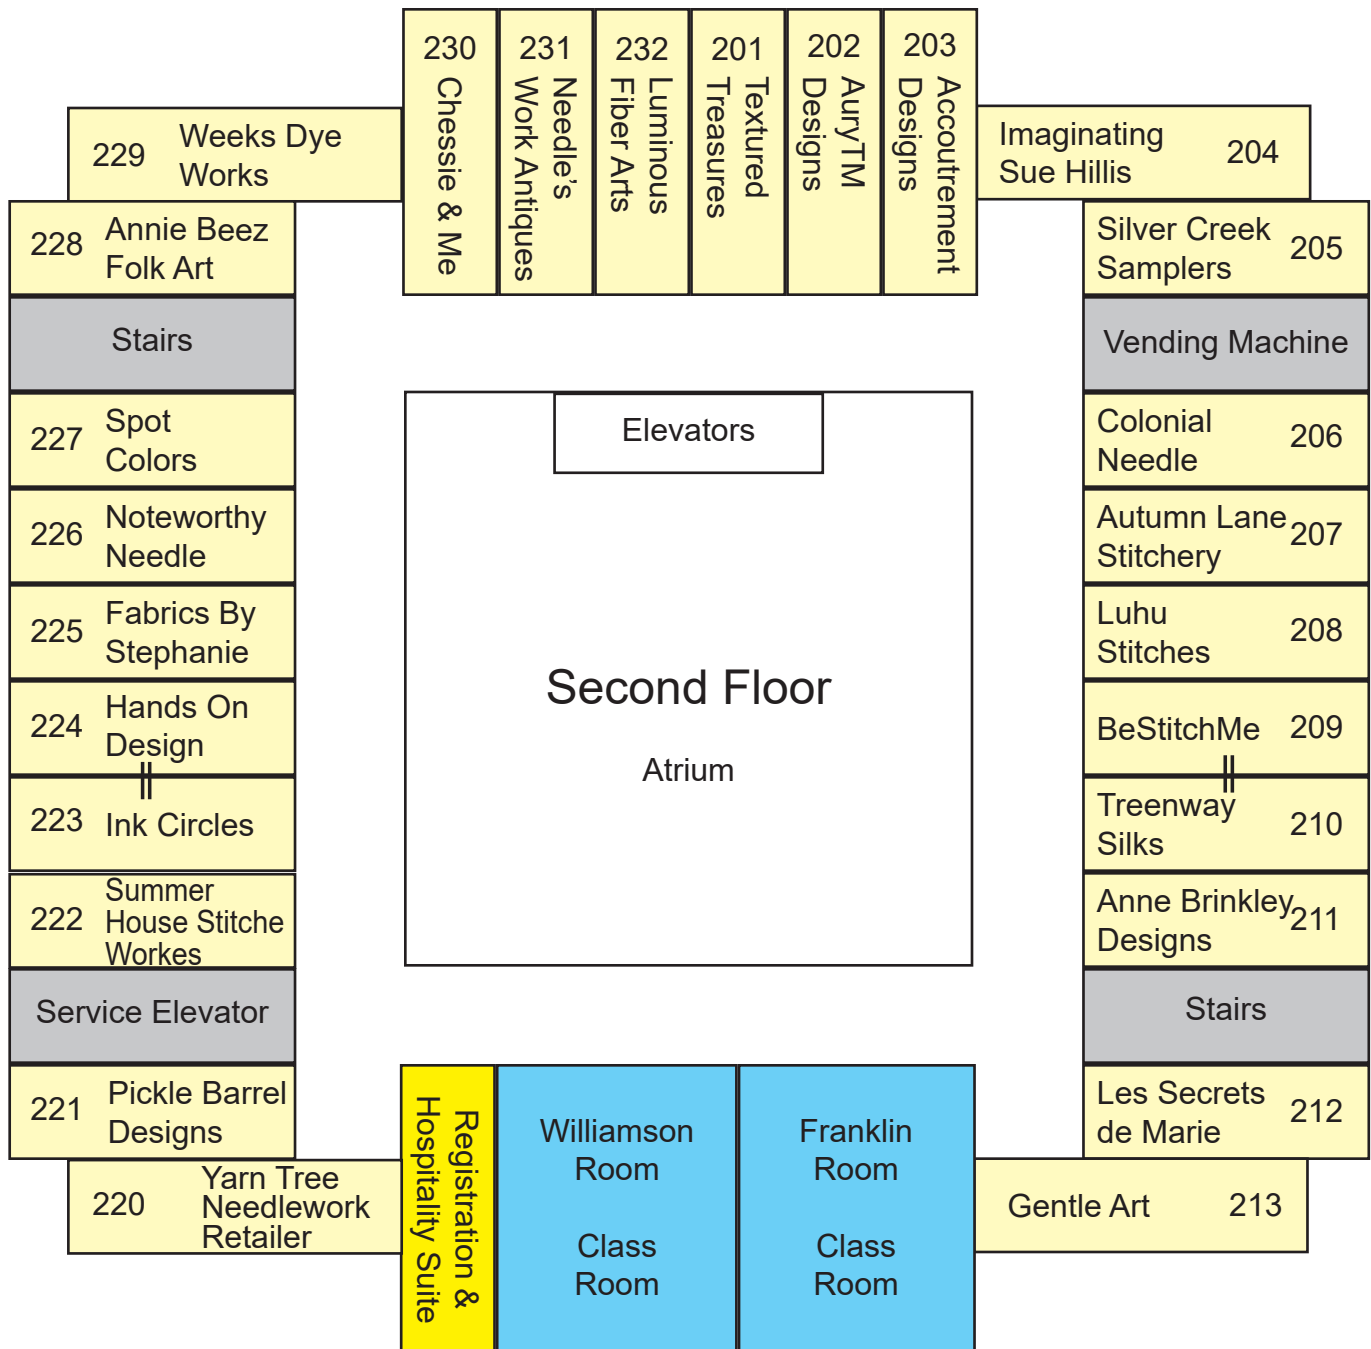 230
Chessie & Me
231
Needle's
Work Antiques
232
Luminous
Fiber Arts
201
Textured
Treasures
202
AuryTM
Designs
203
Accoutrement
Designs
229
Weeks Dye
Works
Imaginating
Sue Hillis
204
228
Annie Beez
Folk Art
Silver Creek
Samplers
205
Stairs
Vending Machine
227
Spot
Colors
Elevators
Colonial
Needle
206
226
Noteworthy
Needle
Autumn Lane
Stitchery
207
225
Fabrics By
Stephanie
Luhu
Stitches
208
224
Hands On
Design
Second Floor
Atrium
BeStitchMe
209
223
Ink Circles
Treenway
Silks
210
222
Summer
House Stitche
Workes
Anne Brinkley
Designs
211
Service Elevator
Stairs
221
Pickle Barrel
Designs
Les Secrets
de Marie
212
220
Yarn Tree
Needlework
Retailer
Registration &
Hospitality Suite
Williamson
Room
Class
Room
Franklin
Room
Class
Room
Gentle Art
213